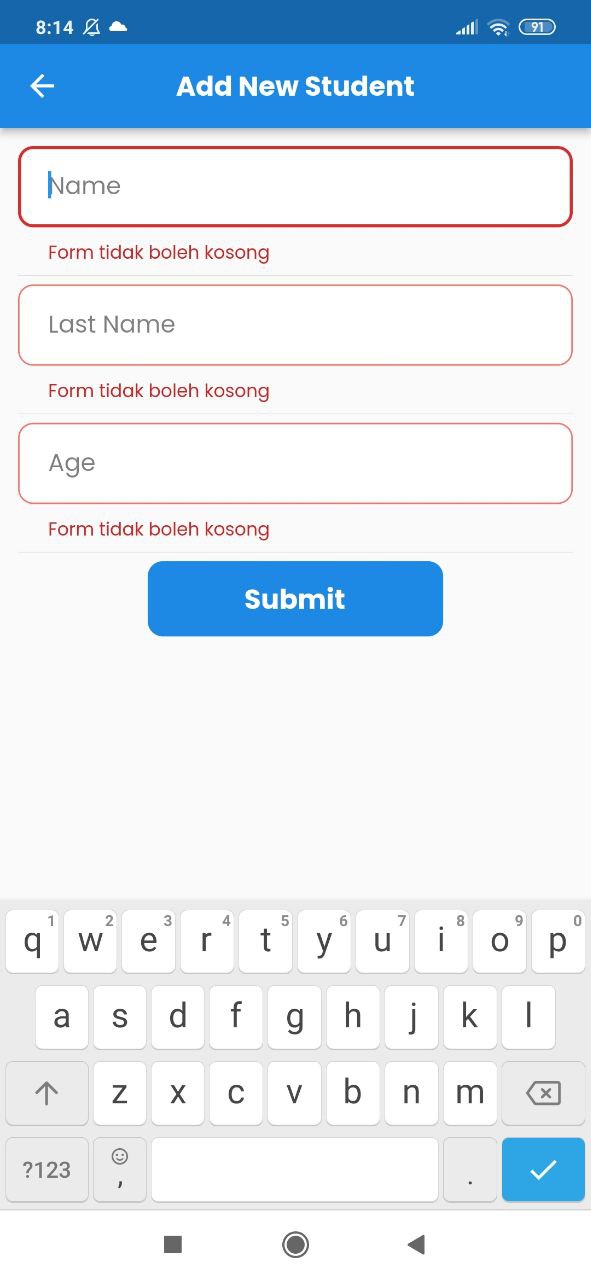 8:14 91
Add New Student
Name
Form tidak boleh kosong
Last Name
Form tidak boleh kosong
Age
Form tidak boleh kosong
Submit
1 2 3 4 5 6 7 8 9 0
q w e r t y u i o p
a s d f g h j k l
z x c v b n m
?123 , .